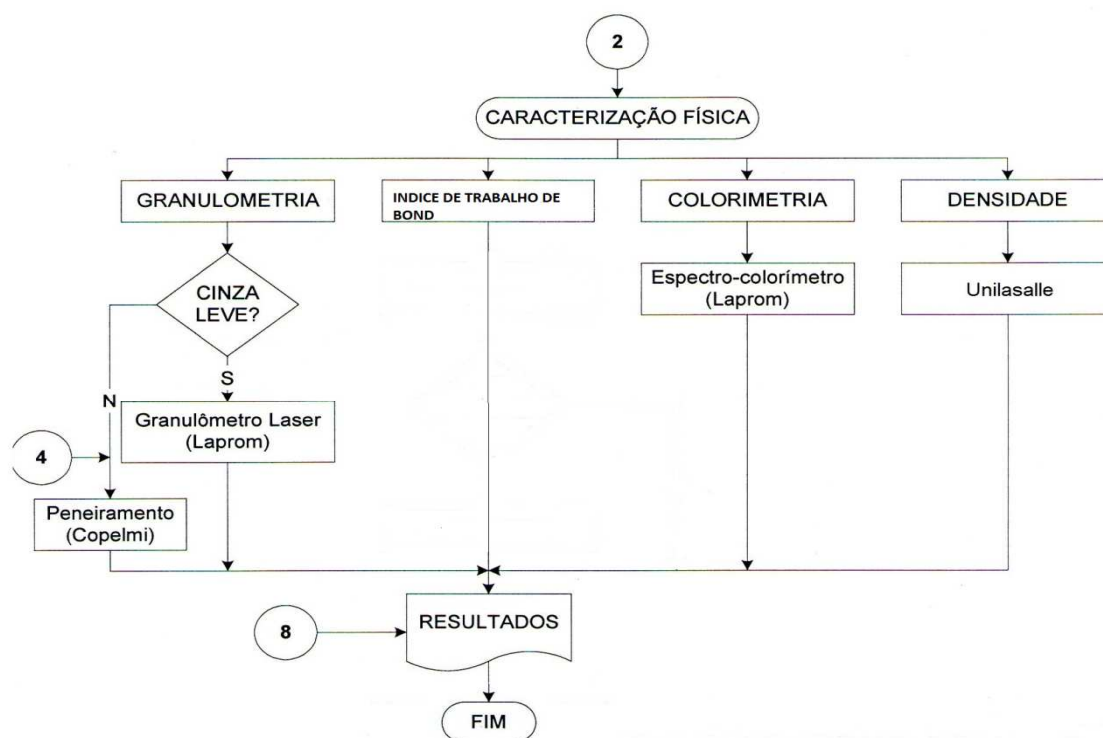 2
CARACTERIZAÇÃO FÍSICA
GRANULOMETRIA
INDICE DE TRABALHO DE
BOND
COLORIMETRIA
DENSIDADE
CINZA
LEVE?
Espectro-colorímetro
(Laprom)
Unilasalle
S
N
Granulômetro Laser
(Laprom)
4
Peneiramento
(Copelmi)
8
RESULTADOS
FIM